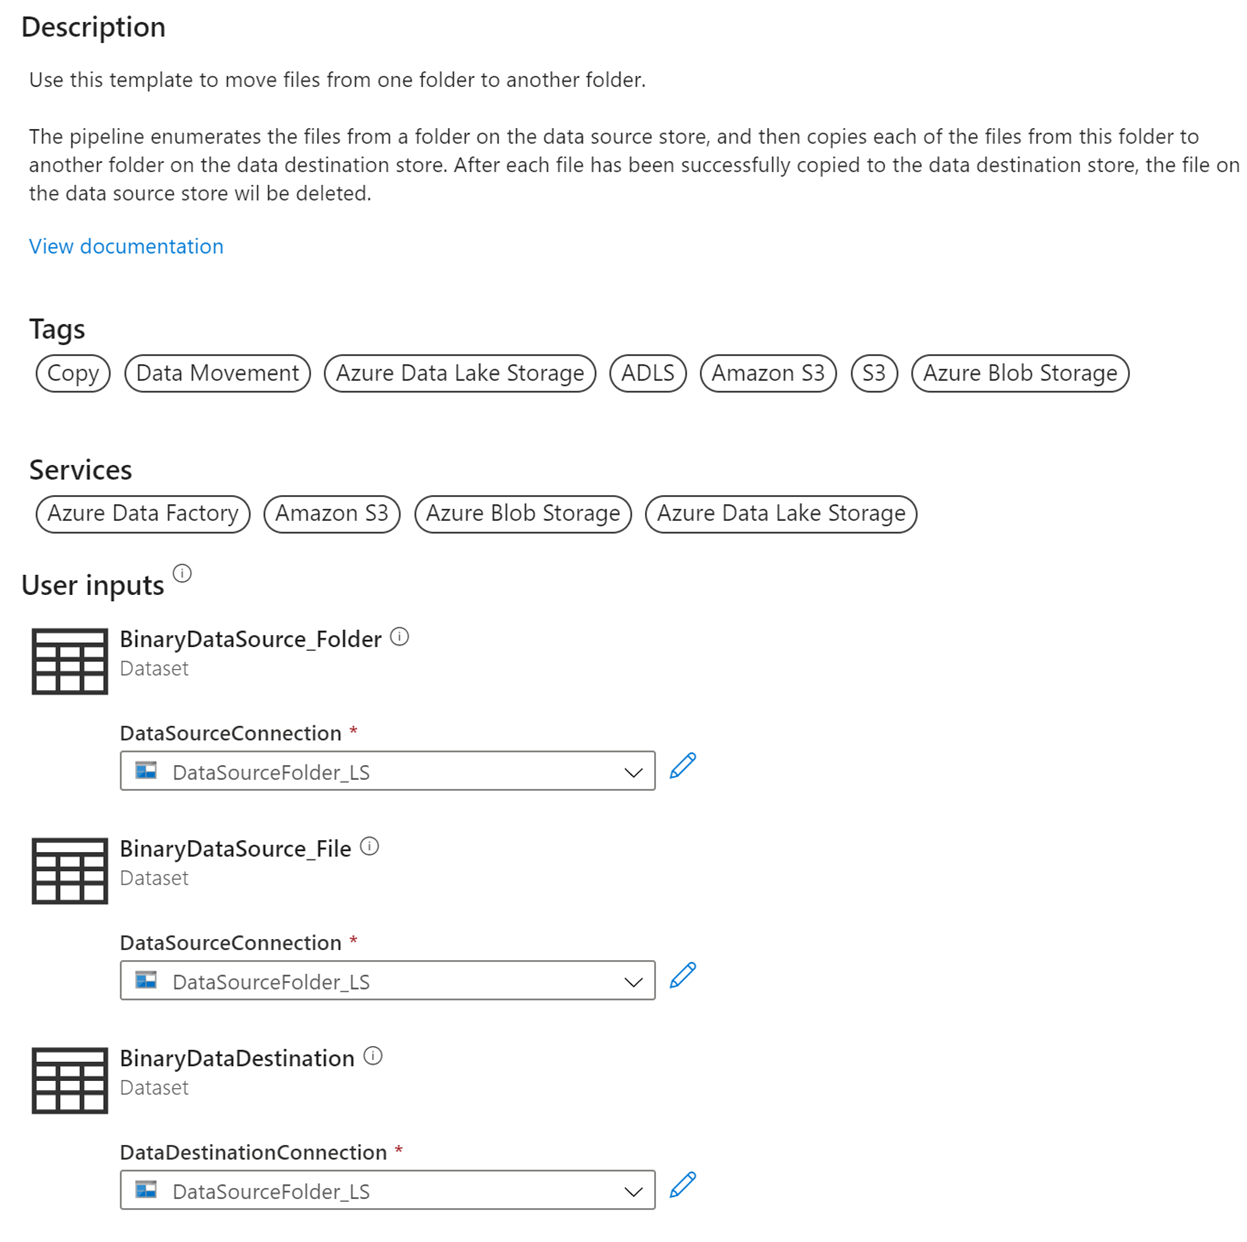 Description
Use this template to move files from one folder to another folder.
The pipeline enumerates the files from a folder on the data source store, and then copies each of the files from this folder to
another folder on the data destination store. After each file has been successfully copied to the data destination store, the file on
the data source store wil be deleted.
View documentation
Tags
Copy Data Movement Azure Data Lake Storage ADLS Amazon S3 S3 Azure Blob Storage
Services
Azure Data Factory Amazon S3 Azure Blob Storage Azure Data Lake Storage
User inputs
BinaryDataSource_Folder
Dataset
DataSourceConnection *
DataSourceFolder_LS
BinaryDataSource_File
Dataset
DataSourceConnection *
DataSourceFolder_LS
BinaryDataDestination
Dataset
DataDestinationConnection *
DataSourceFolder_LS